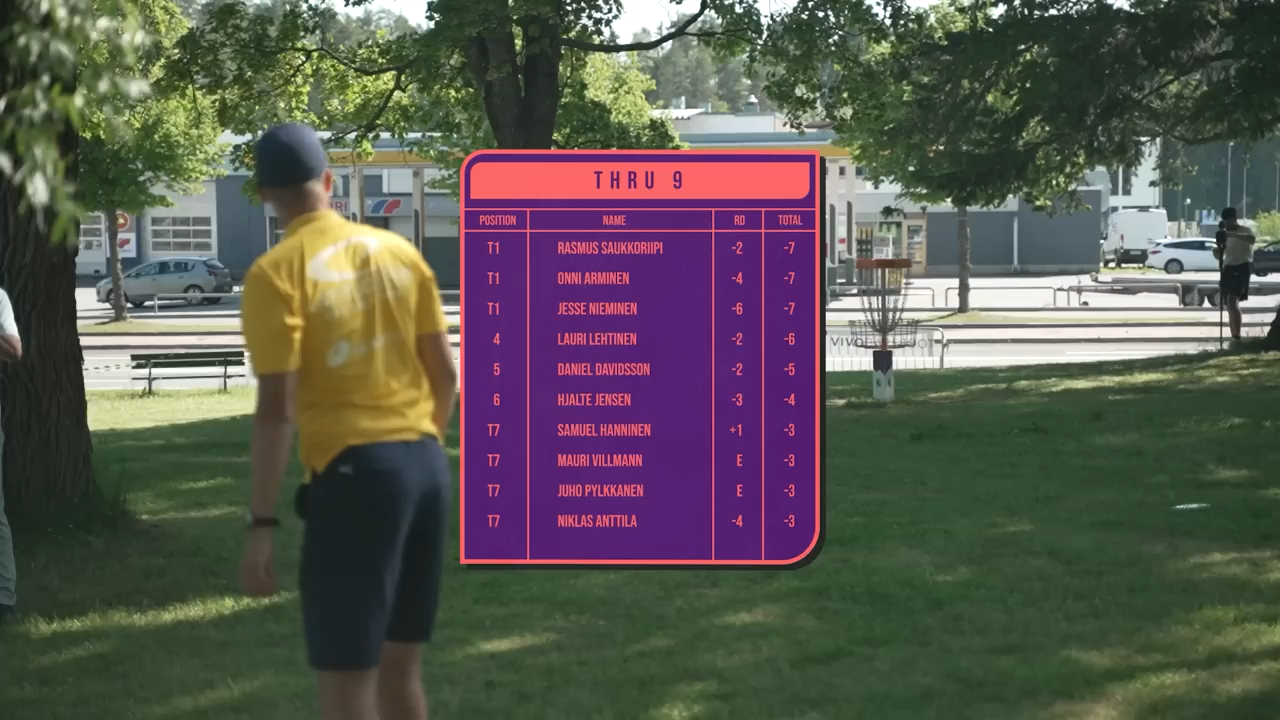 THRU 9
POSITION NAME RD TOTAL
T1 RASMUS SAUKKORIIPI -2 -7
T1 ONNI ARMINEN -4 -7
T1 JESSE NIEMINEN -6 -7
4 LAURI LEHTINEN -2 -6
5 DANIEL DAVIDSSON -2 -5
6 HJALTE JENSEN -3 -4
T7 SAMUEL HANNINEN +1 -3
T7 MAURI VILLMANN E -3
T7 JUHO PYLKKANEN E -3
T7 NIKLAS ANTTILA -4 -3